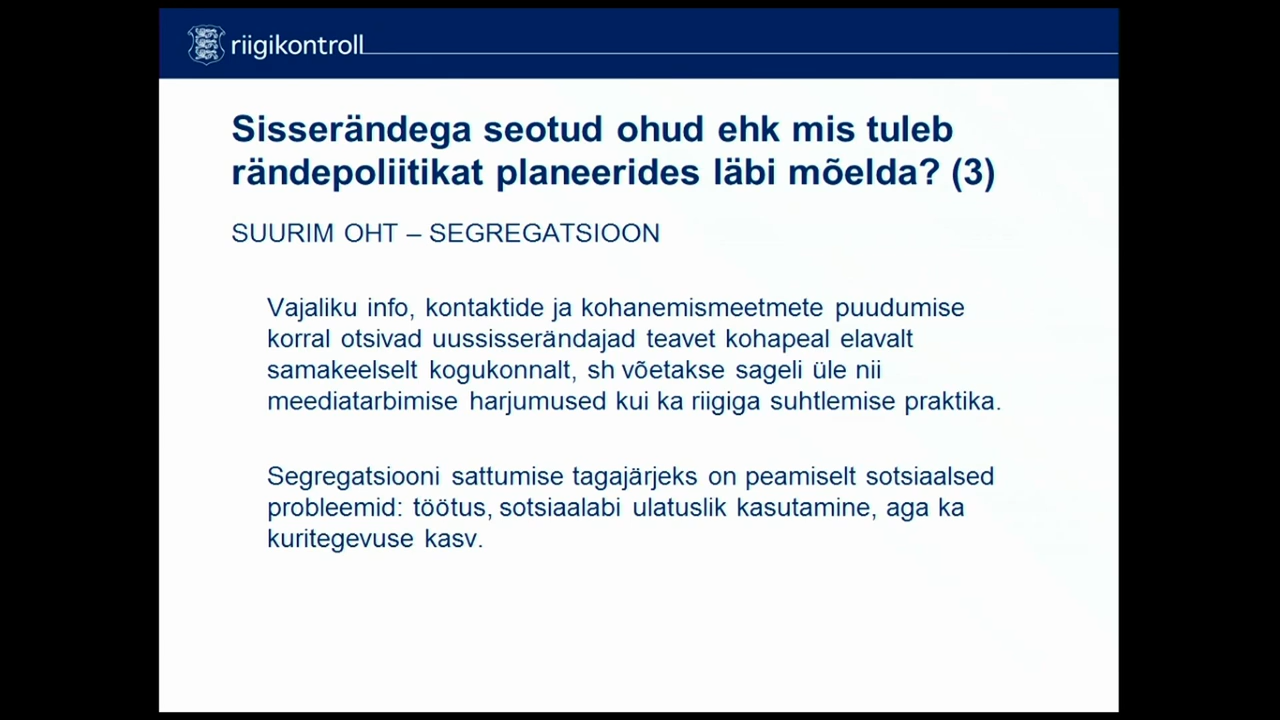 riigikontroll
Sisserändega seotud ohud ehk mis tuleb
rändepoliitikat planeerides läbi mõelda? (3)
SUURIM OHT – SEGREGATSIOON
Vajaliku info, kontaktide ja kohanemismeetmete puudumise
korral otsivad uussisserändajad teavet kohapeal elavalt
samakeelselt kogukonnalt, sh võetakse sageli üle nii
meediatarbimise harjumused kui ka riigiga suhtlemise praktika.
Segregatsiooni sattumise tagajärjeks on peamiselt sotsiaalsed
probleemid: töötus, sotsiaalabi ulatuslik kasutamine, aga ka
kuritegevuse kasv.